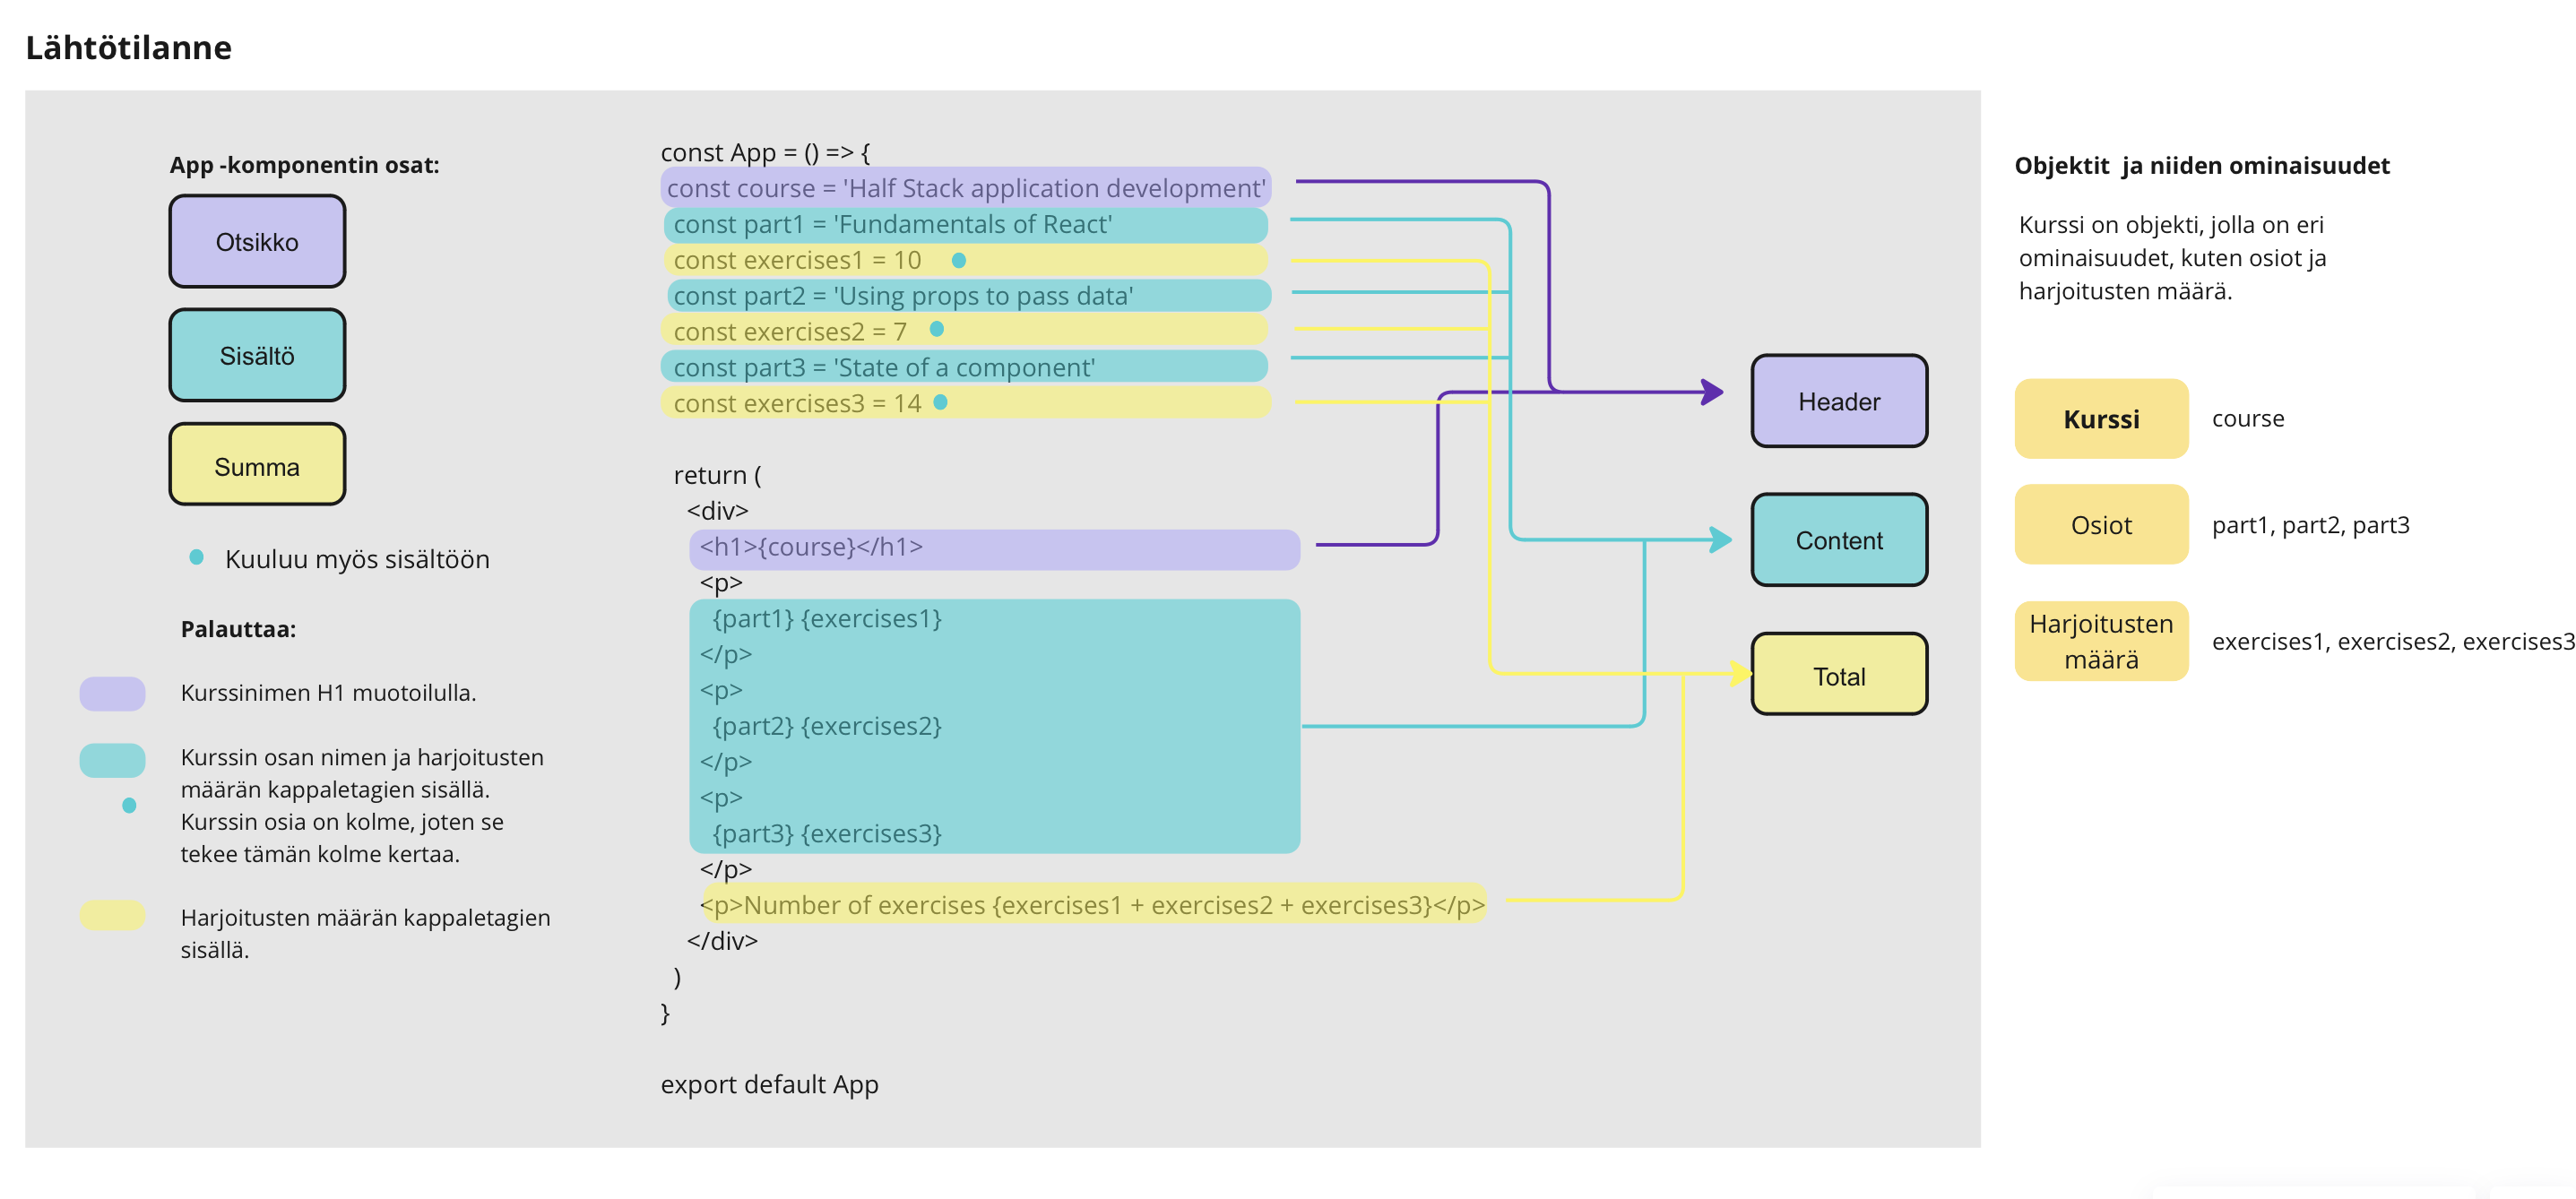 Lähtötilanne
App -komponentin osat:
Otsikko
Sisältö
Summa
Kuuluu myös sisältöön
Palauttaa:
Kurssinimen H1 muotoilulla.
Kurssin osan nimen ja harjoitusten
määrän kappaletagien sisällä.
Kurssin osia on kolme, joten se
tekee tämän kolme kertaa.
Harjoitusten määrän kappaletagien
sisällä.
const App = () => {
const course = 'Half Stack application development'
const part1 = 'Fundamentals of React'
const exercises1 = 10
const part2 = 'Using props to pass data'
const exercises2 = 7
const part3 = 'State of a component'
const exercises3 = 14
return (
<div>
<h1>{course}</h1>
<p>
{part1} {exercises1}
</p>
<p>
{part2} {exercises2}
</p>
<p>
{part3} {exercises3}
</p>
<p>Number of exercises {exercises1 + exercises2 + exercises3}</p>
</div>
)
}
export default App
Header
Content
Total
Objektit  ja niiden ominaisuudet
Kurssi on objekti, jolla on eri
ominaisuudet, kuten osiot ja
harjoitusten määrä.
Kurssi
course
Osiot
part1, part2, part3
Harjoitusten
määrä
exercises1, exercises2, exercises3